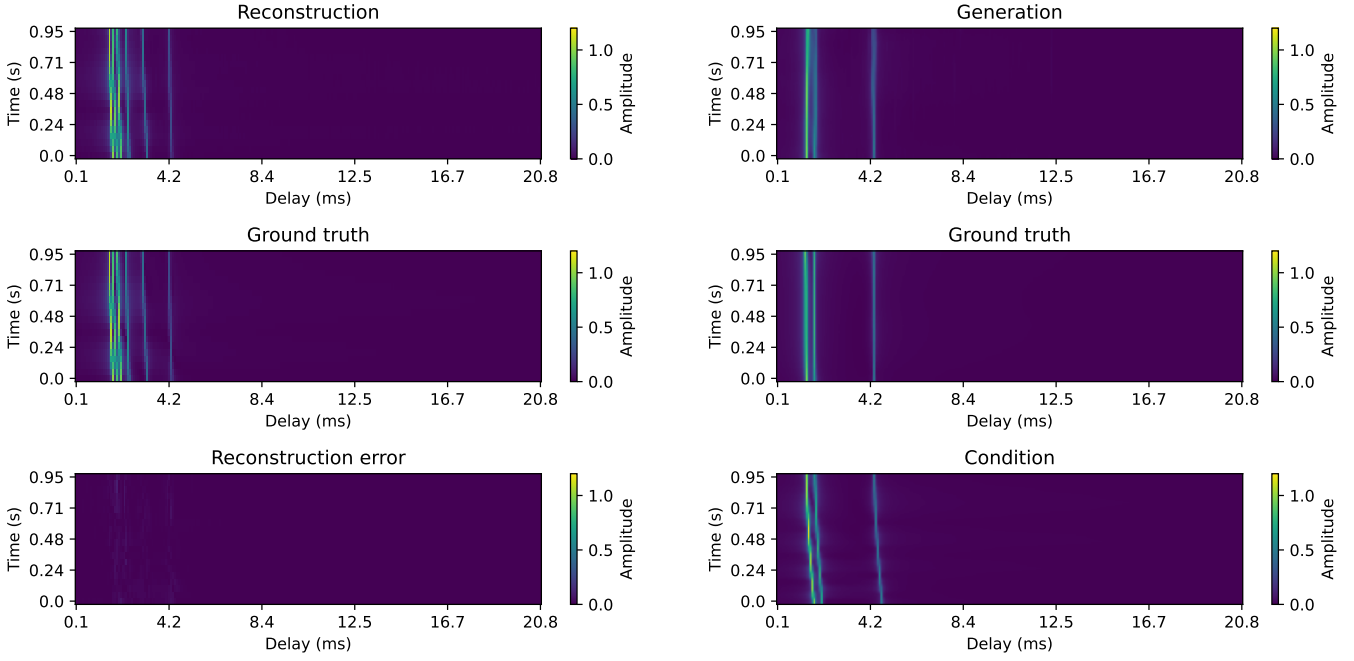 Reconstruction
0.95
0.71
0.48
0.24
0.0
Time (s)
0.1 4.2 8.4 12.5 16.7 20.8
Delay (ms)
1.0
0.5
0.0
Amplitude
Generation
0.95
0.71
0.48
0.24
0.0
Time (s)
0.1 4.2 8.4 12.5 16.7 20.8
Delay (ms)
1.0
0.5
0.0
Amplitude
Ground truth
0.95
0.71
0.48
0.24
0.0
Time (s)
0.1 4.2 8.4 12.5 16.7 20.8
Delay (ms)
1.0
0.5
0.0
Amplitude
Ground truth
0.95
0.71
0.48
0.24
0.0
Time (s)
0.1 4.2 8.4 12.5 16.7 20.8
Delay (ms)
1.0
0.5
0.0
Amplitude
Reconstruction error
0.95
0.71
0.48
0.24
0.0
Time (s)
0.1 4.2 8.4 12.5 16.7 20.8
Delay (ms)
1.0
0.5
0.0
Amplitude
Condition
0.95
0.71
0.48
0.24
0.0
Time (s)
0.1 4.2 8.4 12.5 16.7 20.8
Delay (ms)
1.0
0.5
0.0
Amplitude